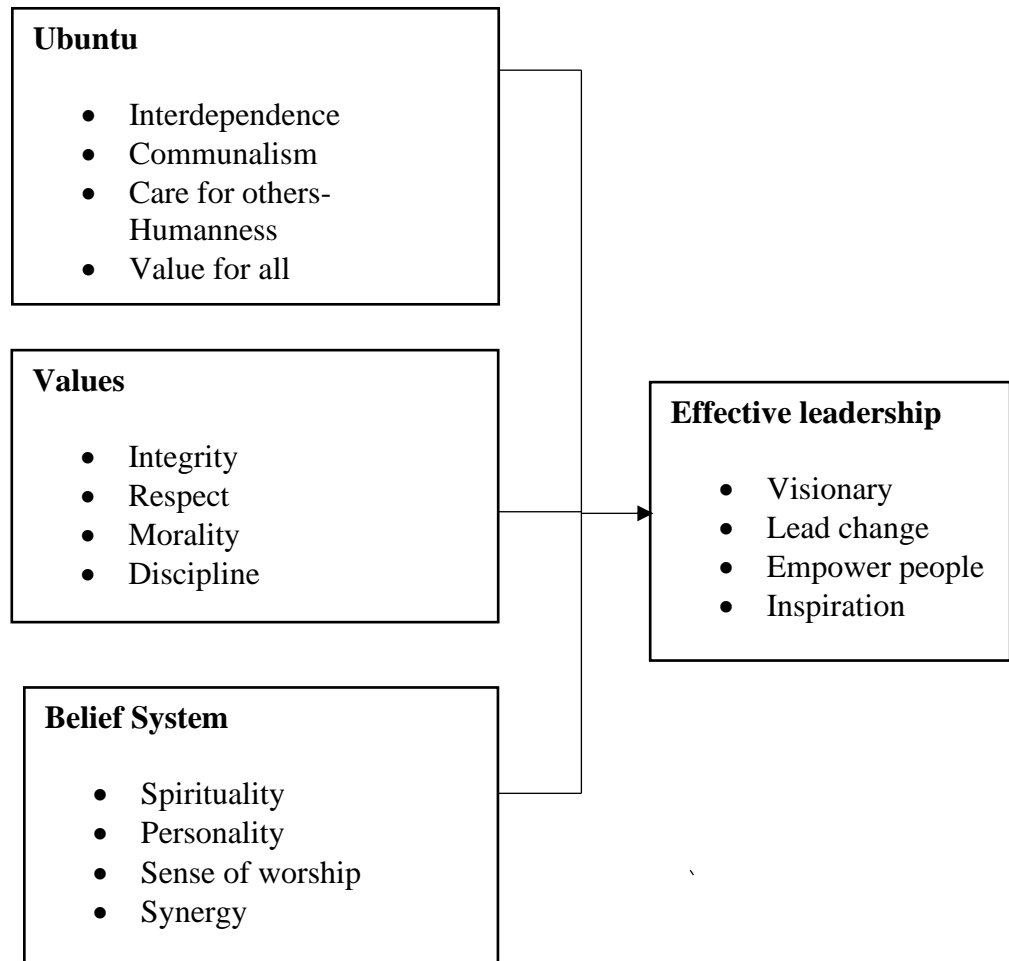 Ubuntu
• Interdependence
• Communalism
• Care for others-
Humanness
• Value for all
Values
• Integrity
• Respect
• Morality
• Discipline
Belief System
• Spirituality
• Personality
• Sense of worship
• Synergy
Effective leadership
• Visionary
• Lead change
• Empower people
• Inspiration